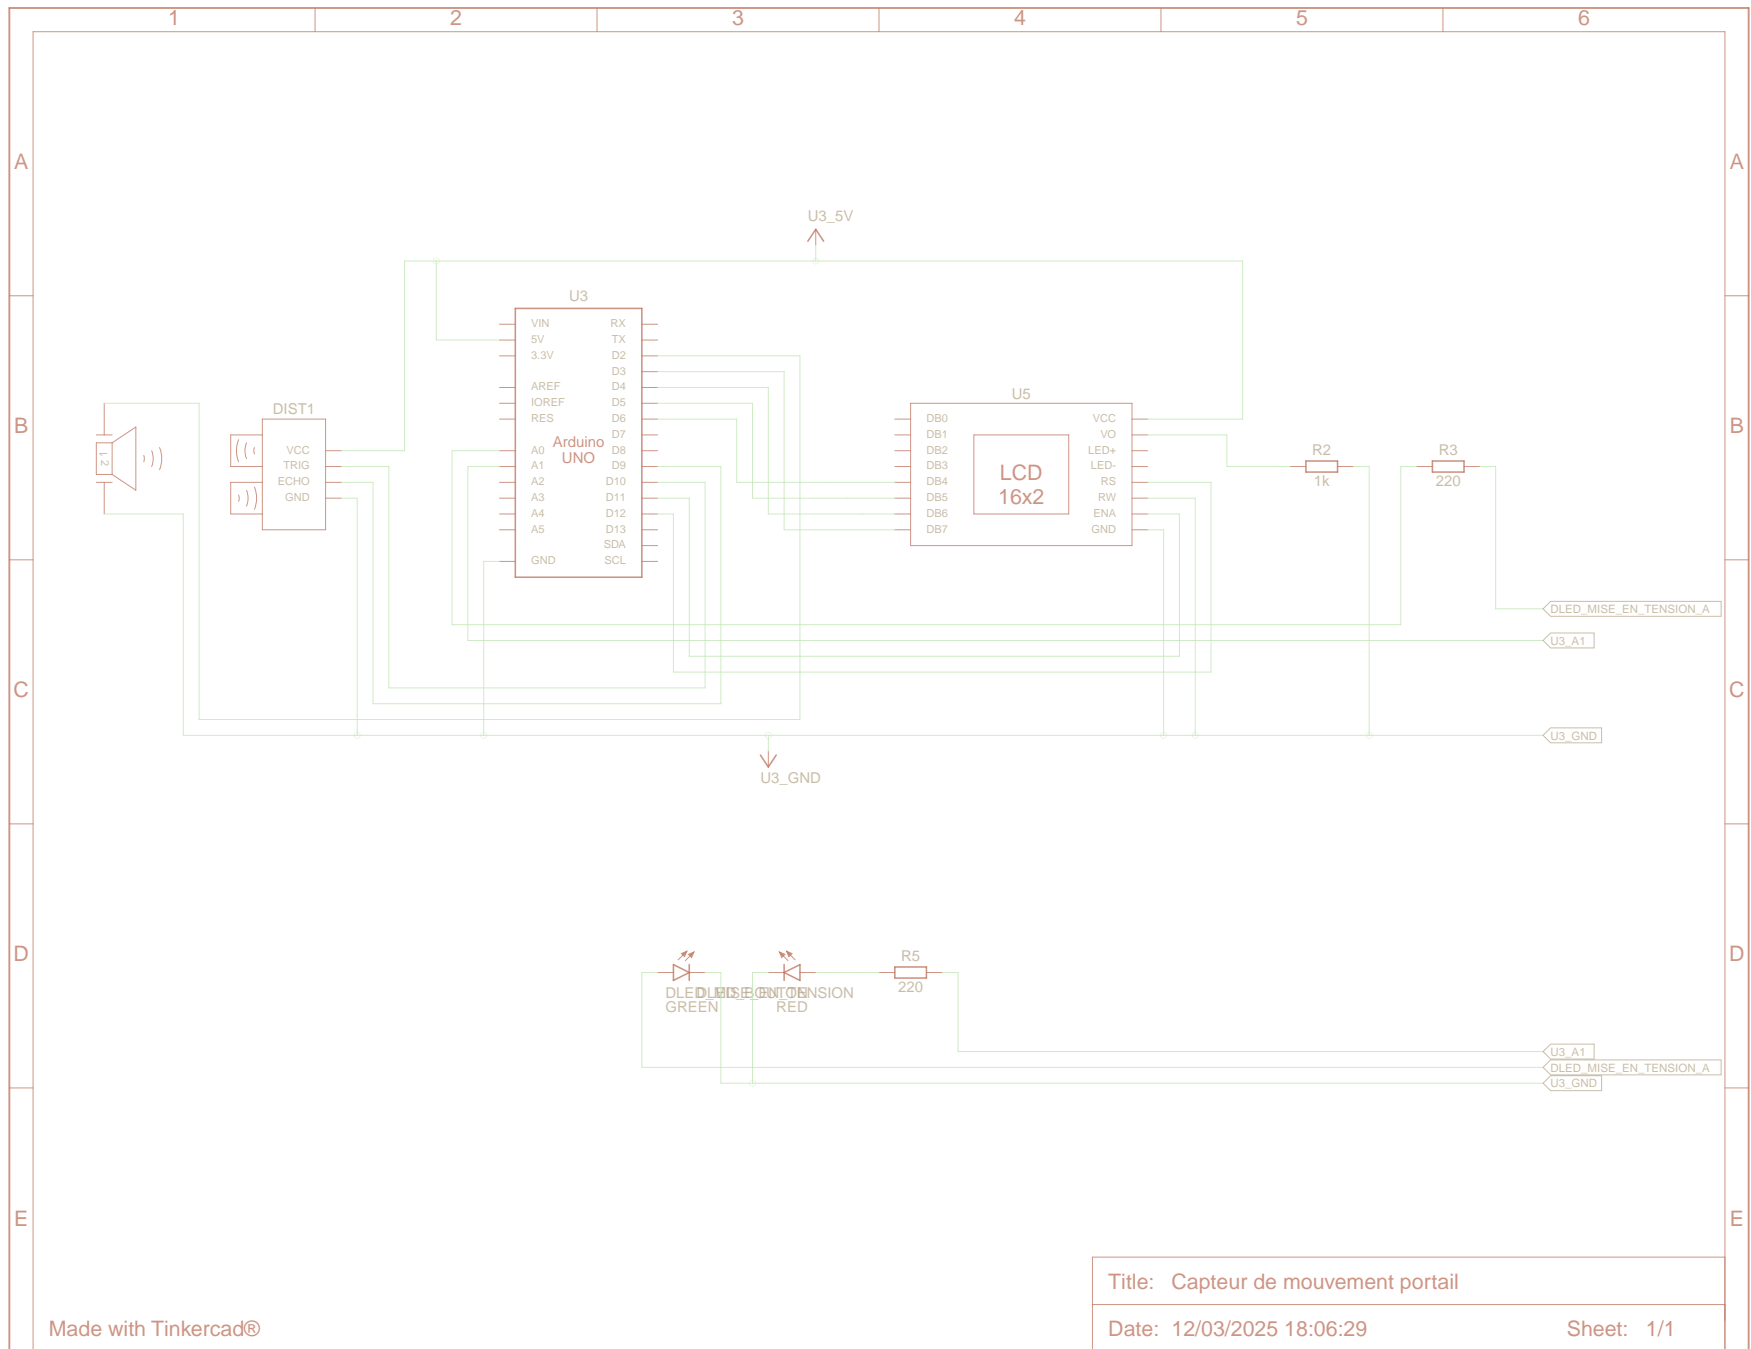 1 2 3 4 5 6
A A
U3_5V
U3
VIN RX
5V TX
3.3V D2
D3
AREF D4
IOREF D5
RES D6
D7
A0 D8
A1 D9
A2 D10
A3 D11
A4 D12
A5 D13
SDA
GND SCL
Arduino
UNO
B B
DIST1
VCC
TRIG
ECHO
GND
1 2
U5
DB0 VCC
DB1 VO
DB2 LED+
DB3 LED-
DB4 RS
DB5 RW
DB6 ENA
DB7 GND
LCD
16x2
R2
1k
R3
220
DLED_MISE_EN_TENSION_A
U3_A1
C C
U3_GND
U3_GND
D D
R5
220
DLED_MISE_EN_TENSION
GREEN
RED
U3_A1
DLED_MISE_EN_TENSION_A
U3_GND
E E
Title: Capteur de mouvement portail
Made with Tinkercad®
Date: 12/03/2025 18:06:29 Sheet: 1/1